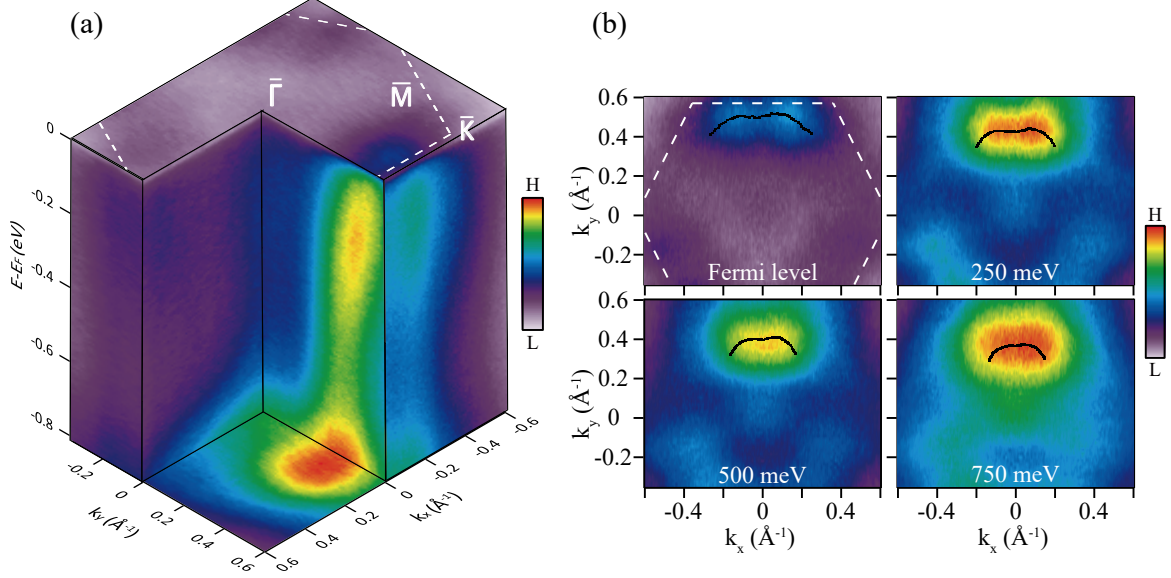 (a)
Γ̅
M̅
K̅
0
-0.2
-0.4
-0.6
-0.8
E-E_F (eV)
-0.2
0
0.2
0.4
0.6
k_y (Å⁻¹)
0.6
0.4
0.2
0
-0.2
-0.4
-0.6
k_x (Å⁻¹)
H
L
(b)
0.6
0.4
0.2
0
-0.2
k_y (Å⁻¹)
Fermi level
250 meV
0.6
0.4
0.2
0
-0.2
k_y (Å⁻¹)
500 meV
750 meV
-0.4
0
0.4
k_x (Å⁻¹)
-0.4
0
0.4
k_x (Å⁻¹)
H
L